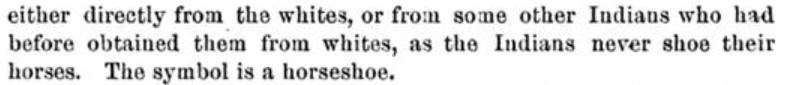 either directly from the whites, or from some other Indians who had
before obtained them from whites, as the Indians never shoe their
horses. The symbol is a horseshoe.